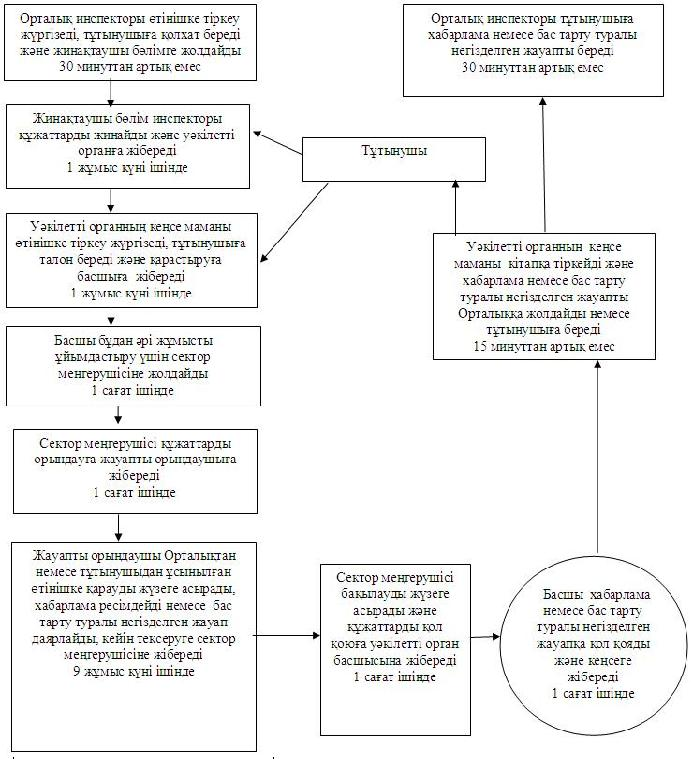 Орталық инспекторы өтінішке тіркеу
жүргізеді, тұтынушыға қолхат береді
және жинақтаушы бөлімге жолдайды
30 минуттан артық емес
Жинақтаушы бөлім инспекторы
құжаттарды жинайды және уәкілетті
органға жібереді
1 жұмыс күні ішінде
Уәкілетті органның кеңсе маманы
өтінішке тіркеу жүргізеді, тұтынушыға
талон береді және қарастыруға
басшыға жібереді
1 жұмыс күні ішінде
Басшы бұдан әрі жұмысты
ұйымдастыру үшін сектор
меңгерушісіне жолдайды
1 сағат ішінде
Сектор меңгерушісі құжаттарды
орындауға жауапты орындаушыға
жібереді
1 сағат ішінде
Жауапты орындаушы Орталықтан
немесе тұтынушыдан ұсынылған
өтінішке қарауды жүзеге асырады,
хабарлама ресімдейді немесе бас
тарту туралы негізделген жауап
даярлайды, кейін тексеруге сектор
меңгерушісіне жібереді
9 жұмыс күні ішінде
Сектор меңгерушісі
бақылауды жүзеге
асырады және
құжаттарды қол
қоюға уәкілетті орган
басшысына жібереді
1 сағат ішінде
Басшы хабарлама
немесе бас тарту
туралы негізделген
жауапқа қол қояды
және кеңсеге
жібереді
1 сағат ішінде
Уәкілетті органның кеңсе
маманы кітапқа тіркейді және
хабарлама немесе бас тарту
туралы негізделген жауапты
Орталыққа жолдайды немесе
тұтынушыға береді
15 минуттан артық емес
Тұтынушы
Орталық инспекторы тұтынушыға
хабарлама немесе бас тарту туралы
негізделген жауапты береді
30 минуттан артық емес